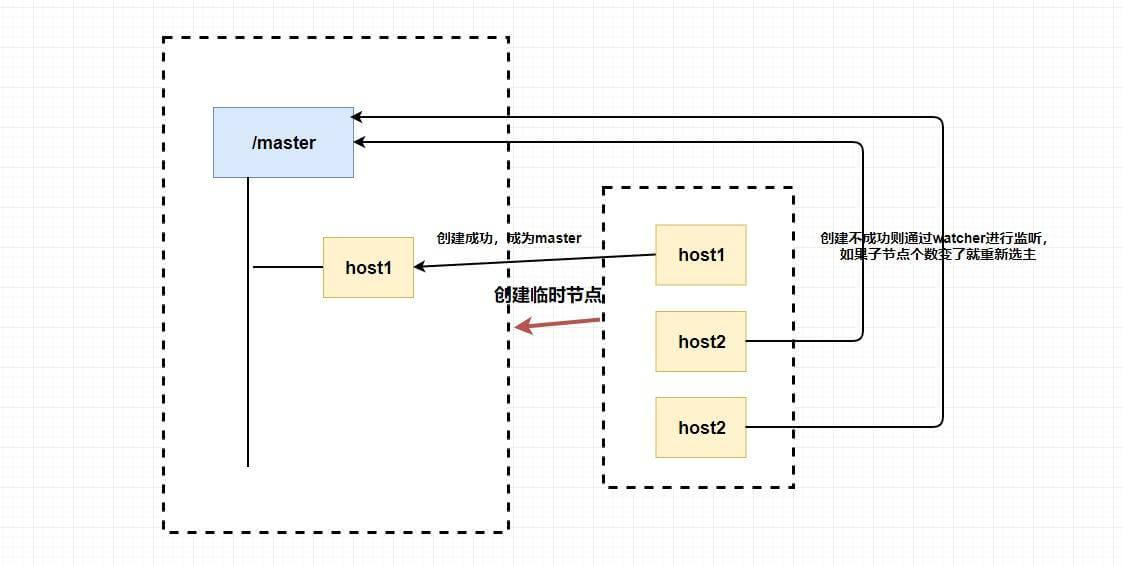 /master
host1
创建成功，成为master
创建临时节点
host1
host2
host2
创建不成功则通过watcher进行监听，
如果子节点个数变了就重新选主